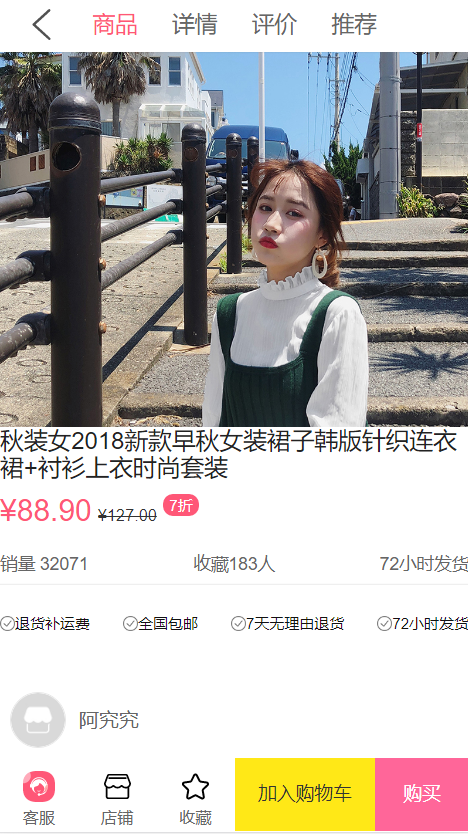 商品 详情 评价 推荐
秋装女2018新款早秋女装裙子韩版针织连衣
裙+衬衫上衣时尚套装
¥88.90 ¥127.00 7折
销量 32071 收藏183人 72小时发货
退货补运费 全国包邮 7天无理由退货 72小时发货
阿究究
客服 店铺 收藏 加入购物车 购买